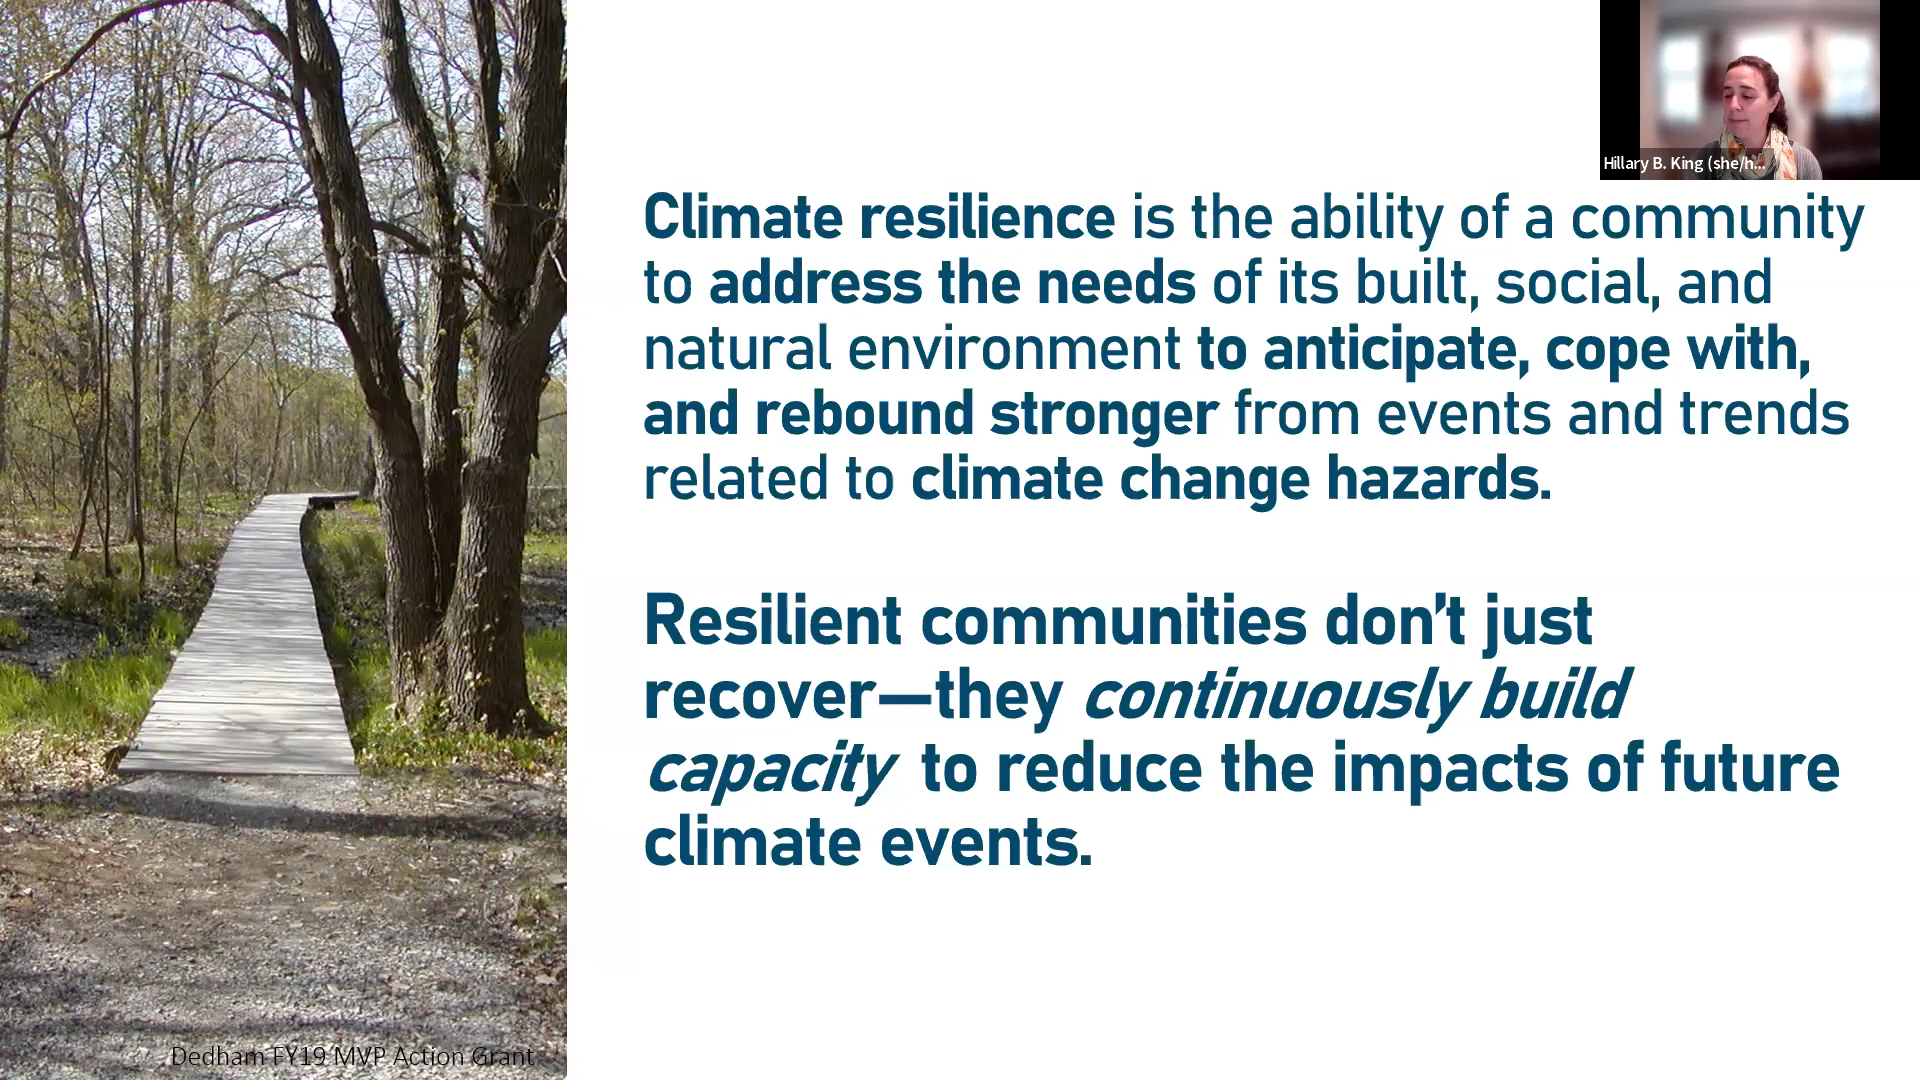 Hillary B. King (she/h...
Climate resilience is the ability of a community
to address the needs of its built, social, and
natural environment to anticipate, cope with,
and rebound stronger from events and trends
related to climate change hazards.
Resilient communities don’t just
recover—they continuously build
capacity to reduce the impacts of future
climate events.
Dedham FY19 MVP Action Grant